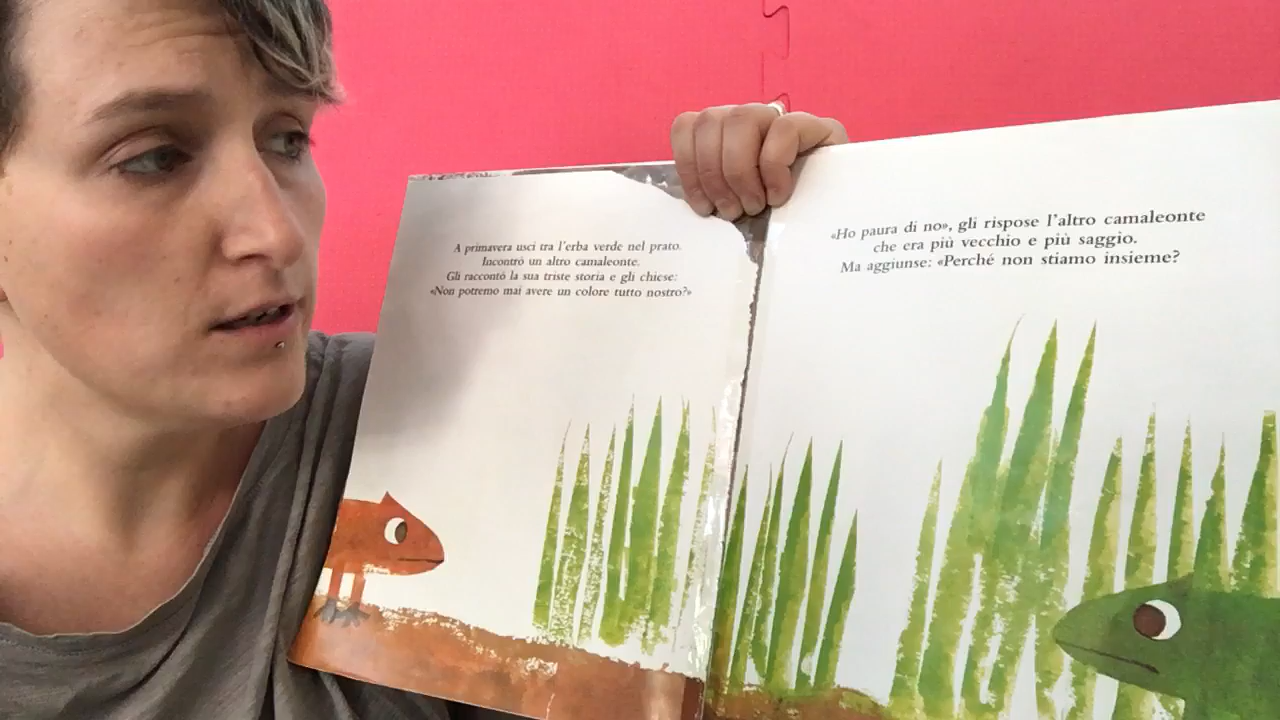 A primavera uscì tra l'erba verde nel prato.
Incontrò un altro camaleonte.
Gli raccontò la sua triste storia e gli chiese:
«Non potremo mai avere un colore tutto nostro?»
«Ho paura di no», gli rispose l'altro camaleonte
che era più vecchio e più saggio.
Ma aggiunse: «Perché non stiamo insieme?